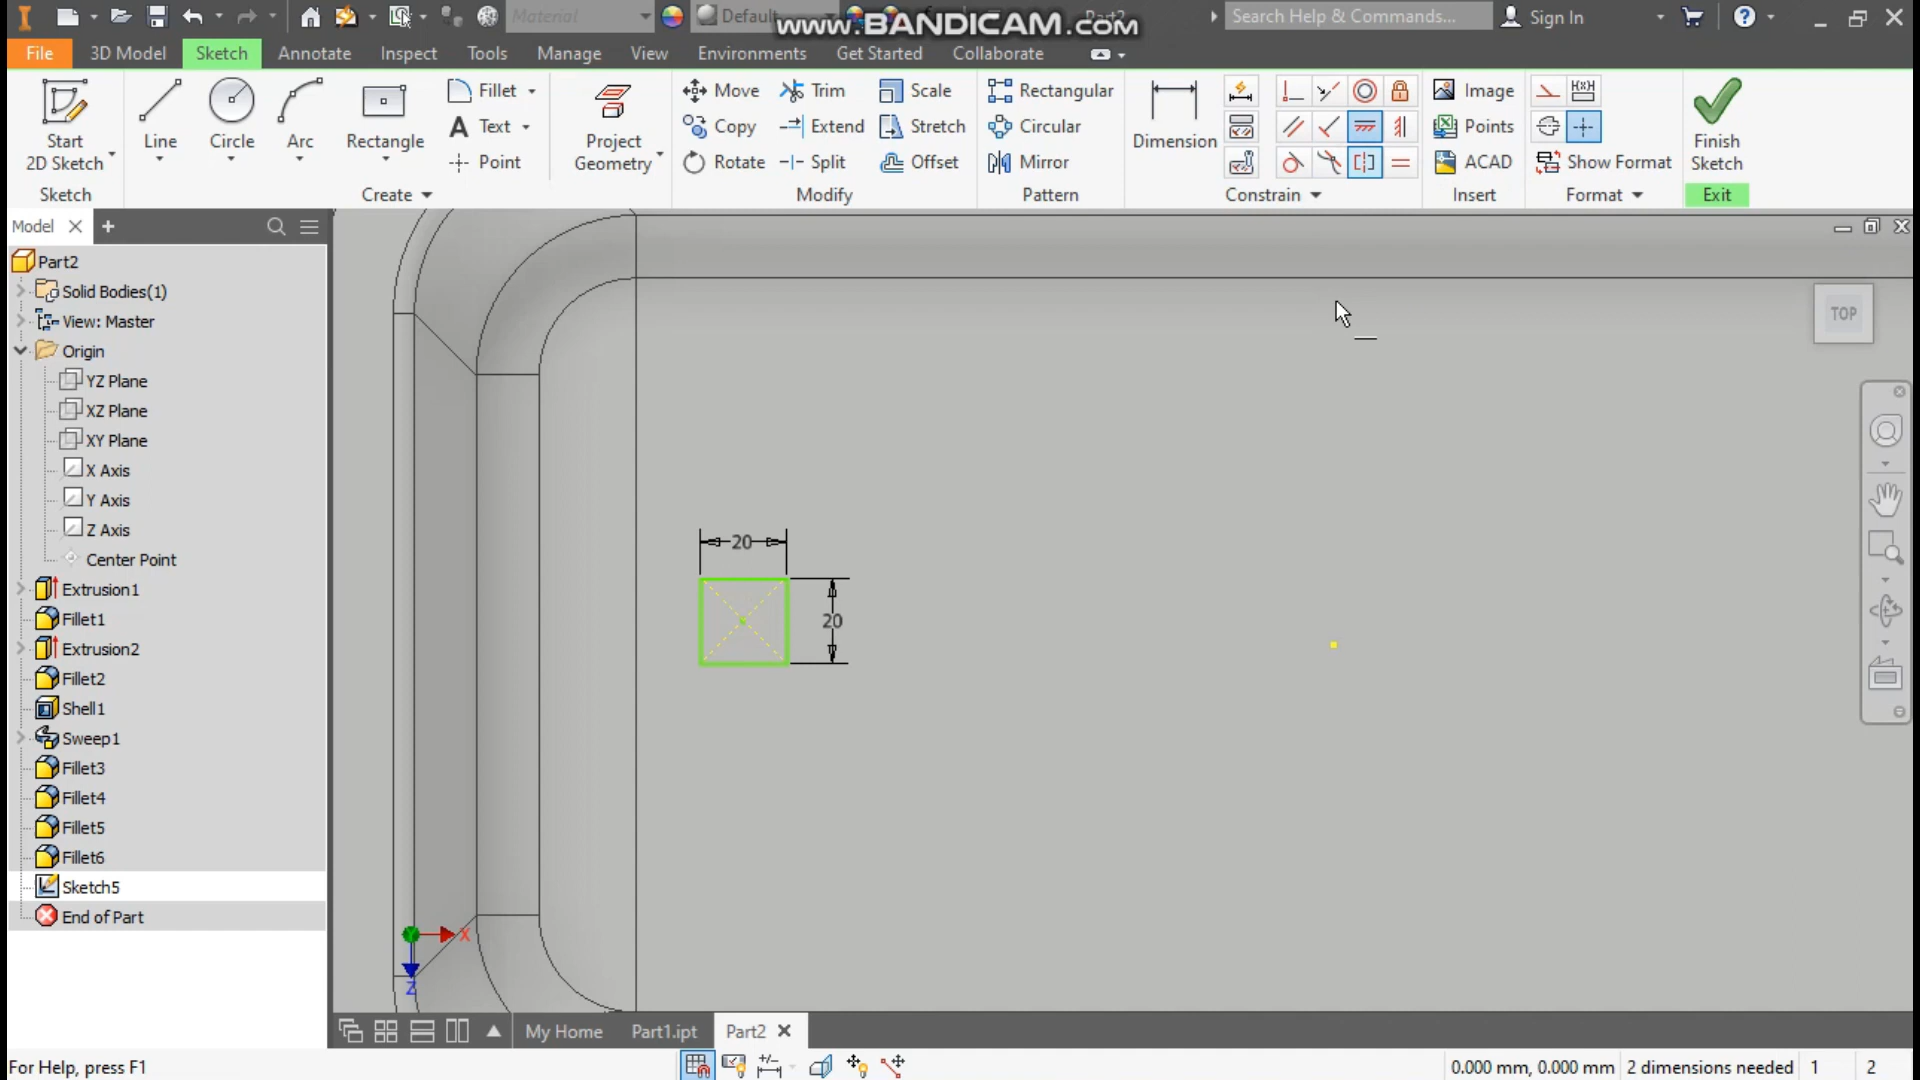 Material
Default
www.BANDICAM.com
Part2
Search Help & Commands...
Sign In
File
3D Model
Sketch
Annotate
Inspect
Tools
Manage
View
Environments
Get Started
Collaborate
Start
2D Sketch
Line
Circle
Arc
Rectangle
Fillet
Text
Point
Project
Geometry
Move
Copy
Rotate
Trim
Extend
Split
Scale
Stretch
Offset
Rectangular
Circular
Mirror
Dimension
Image
Points
ACAD
Show Format
Finish
Sketch
Sketch
Create
Modify
Pattern
Constrain
Insert
Format
Exit
Model
Part2
Solid Bodies(1)
View: Master
Origin
YZ Plane
XZ Plane
XY Plane
X Axis
Y Axis
Z Axis
Center Point
Extrusion1
Fillet1
Extrusion2
Fillet2
Shell1
Sweep1
Fillet3
Fillet4
Fillet5
Fillet6
Sketch5
End of Part
TOP
20
20
X
Z
My Home
Part1.ipt
Part2
For Help, press F1
0.000 mm, 0.000 mm
2 dimensions needed
1
2